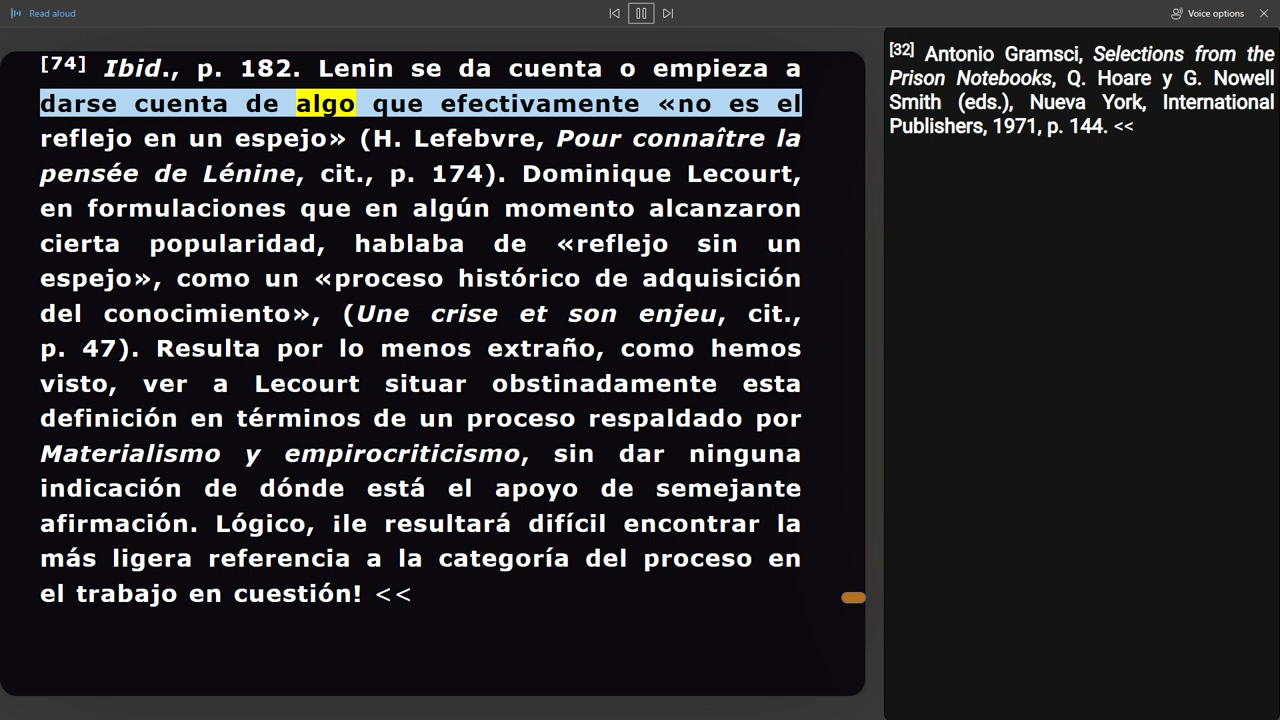 Read aloud
Voice options
[74] Ibid., p. 182. Lenin se da cuenta o empieza a
darse cuenta de algo que efectivamente «no es el
reflejo en un espejo» (H. Lefebvre, Pour connaître la
pensée de Lénine, cit., p. 174). Dominique Lecourt,
en formulaciones que en algún momento alcanzaron
cierta popularidad, hablaba de «reflejo sin un
espejo», como un «proceso histórico de adquisición
del conocimiento», (Une crise et son enjeu, cit.,
p. 47). Resulta por lo menos extraño, como hemos
visto, ver a Lecourt situar obstinadamente esta
definición en términos de un proceso respaldado por
Materialismo y empirocriticismo, sin dar ninguna
indicación de dónde está el apoyo de semejante
afirmación. Lógico, ¡le resultará difícil encontrar la
más ligera referencia a la categoría del proceso en
el trabajo en cuestión! <<
[32] Antonio Gramsci, Selections from the
Prison Notebooks, Q. Hoare y G. Nowell
Smith (eds.), Nueva York, International
Publishers, 1971, p. 144. <<